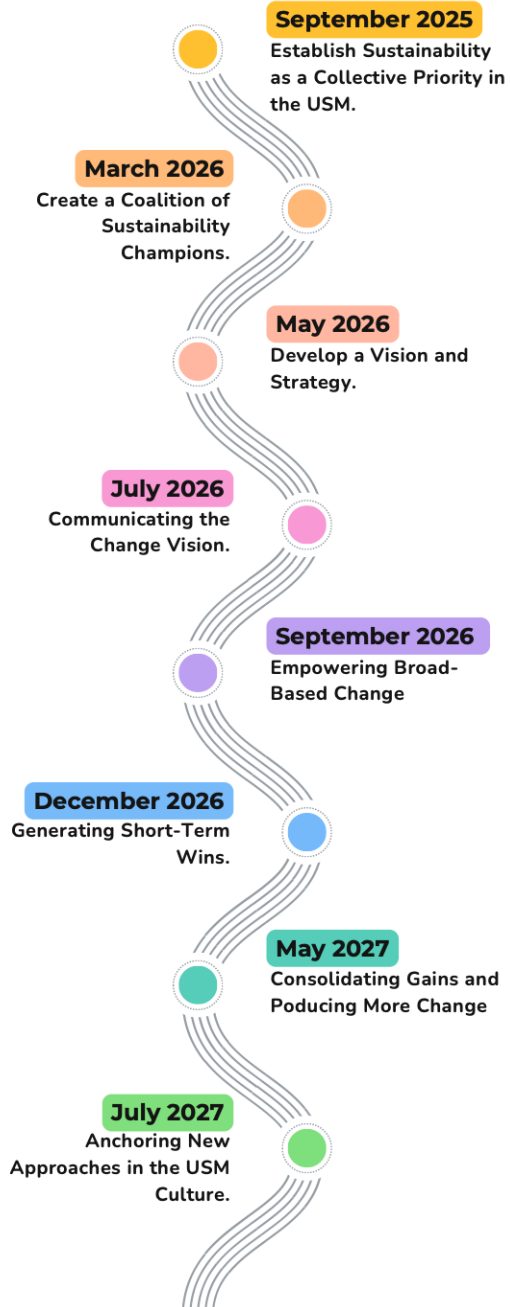 September 2025
Establish Sustainability
as a Collective Priority in
the USM.
March 2026
Create a Coalition of
Sustainability
Champions.
May 2026
Develop a Vision and
Strategy.
July 2026
Communicating the
Change Vision.
September 2026
Empowering Broad-
Based Change
December 2026
Generating Short-Term
Wins.
May 2027
Consolidating Gains and
Poducing More Change
July 2027
Anchoring New
Approaches in the USM
Culture.